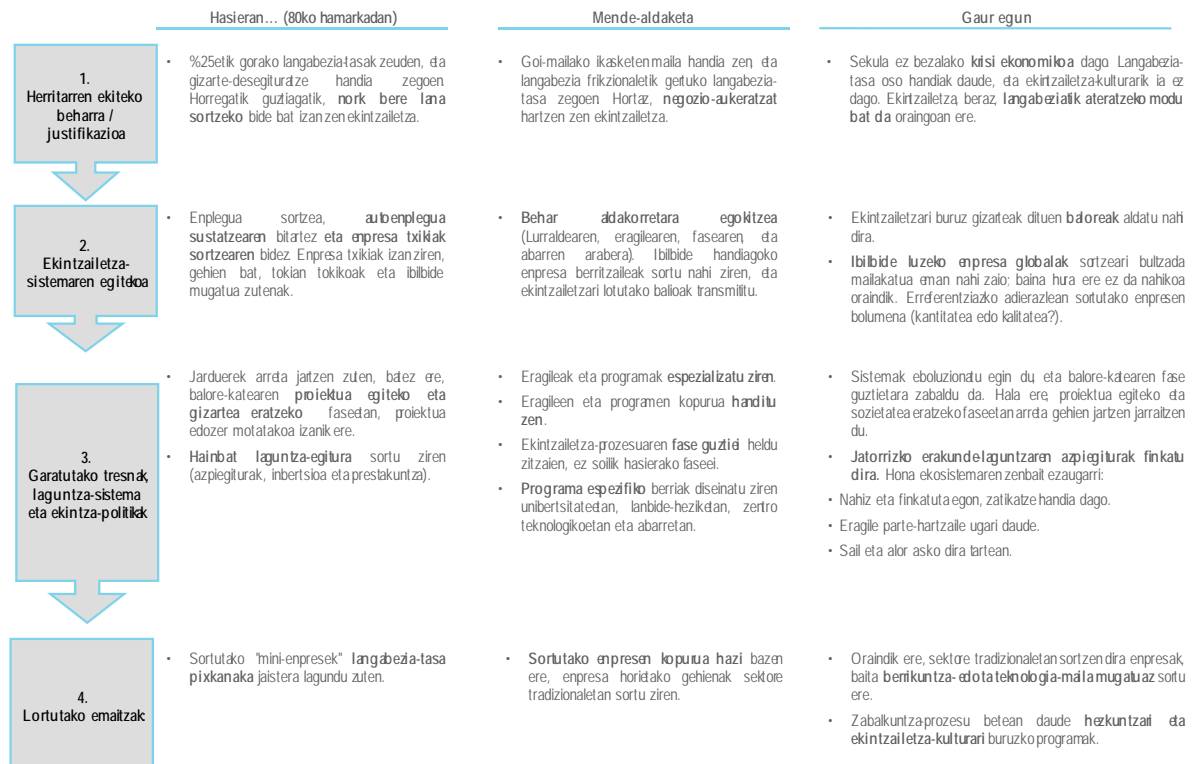 Hasieran… (80ko hamarkadan)
Mende-aldaketa
Gaur egun
1.
Herritarren ekiteko
beharra /
justifikazioa
• %25etik gorako langabezia-tasak zeuden, eta
gizarte-desegituratze handia zegoen.
Horregatik guztiagatik, nork bere lana
sortzeko bide bat izan zen ekintzailetza.
• Goi-mailako ikasketen maila handia zen, eta
langabezia frikzionaletik gertuko langabezia-
tasa zegoen. Hortaz, negozio-aukeratzat
hartzen zen ekintzailetza.
• Sekula ez bezalako krisi ekonomikoa dago. Langabezia-
tasa oso handiak daude, eta ekintzailetza-kulturarik ia ez
dago. Ekintzailetza, beraz, langabeziatik ateratzeko modu
bat da oraingoan ere.
2.
Ekintzailetza-
sistemaren egitekoa
• Enplegua sortzea, autoenplegua
sustatzearen bitartez eta enpresa txikiak
sortzearen bidez. Enpresa txikiak izan ziren,
gehien bat, tokian tokikoak eta ibilbide
mugatua zutenak.
• Behar aldakorretara egokitzea
(Lurraldearen, eragilearen, fasearen, eta
abarren arabera). Ibilbide handiagoko
enpresa berritzaileak sortu nahi ziren, eta
ekintzailetzari lotutako balioak transmititu.
• Ekintzailetzari buruz gizarteak dituen baloreak aldatu nahi
dira.
• Ibilbide luzeko enpresa globalak sortzeari bultzada
mailakatua eman nahi zaio; baina hura ere ez da nahikoa
oraindik. Erreferentziazko adierazlean sortutako enpresen
bolumena (kantitatea edo kalitatea?).
3.
Garatutako tresnak,
laguntza-sistema
eta ekintza-politikak
• Jarduerek arreta jartzen zuten, batez ere,
balore-katearen proiektua egiteko eta
gizartea eratzeko faseetan, proiektua
edozer motatakoa izanik ere.
• Hainbat laguntza-egitura sortu ziren
(azpiegiturak, inbertsioa eta prestakuntza).
• Eragileak eta programak espezializatu ziren.
• Eragileen eta programen kopurua handitu
zen.
• Ekintzailetza-prozesuaren fase guztiei heldu
zitzaien, ez soilik hasierako faseei.
• Programa espezifiko berriak diseinatu ziren
unibertsitateetan, lanbide-heziketan, zentro
teknologikoetan eta abarretan.
• Sistemak eboluzionatu egin du, eta balore-katearen fase
guztietara zabaldu da. Hala ere, proiektua egiteko eta
sozietatea eratzeko faseetan arreta gehien jartzen jarraitzen
du.
• Jatorrizko erakunde-laguntzaren azpiegiturak finkatu
dira. Hona ekosistemaren zenbait ezaugarri:
• Nahiz eta finkatuta egon, zatikatze handia dago.
• Eragile parte-hartzaile ugari daude.
• Sail eta alor asko dira tartean.
4.
Lortutako emaitzak:
• Sortutako "mini-enpresek" langabezia-tasa
pixkanaka jaistera lagundu zuten.
• Sortutako enpresen kopurua hazi bazen
ere, enpresa horietako gehienak sektore
tradizionaletan sortu ziren.
• Oraindik ere, sektore tradizionaletan sortzen dira enpresak,
baita berrikuntza- edota teknologia-maila mugatuaz sortu
ere.
• Zabalkuntza-prozesu betean daude hezkuntzari eta
ekintzailetza-kulturari buruzko programak.